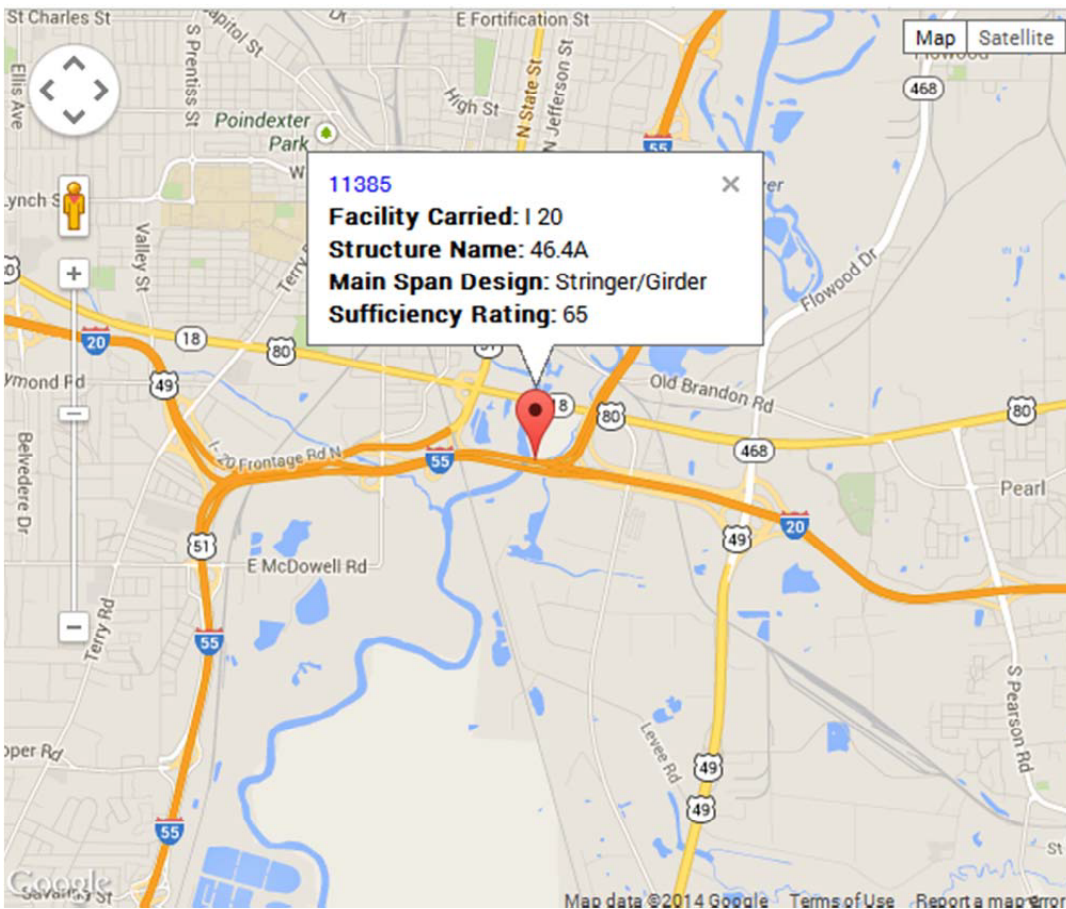 St Charles St
Capitol St
Dr
E Fortification St
Map
Satellite
Flowood
Ellis Ave
S Prentiss St
N State St
N Jefferson St
High St
468
Poindexter
Park
55
W
Lynch S
Valley St
Terry R
ver
Flowood Dr
11385
Facility Carried: I 20
Structure Name: 46.4A
Main Span Design: Stringer/Girder
Sufficiency Rating: 65
20
18
80
51
ymond Rd
49
Old Brandon Rd
18
80
80
I- 20 Frontage Rd N
55
468
Pearl
Belvedere Dr
51
49
20
E McDowell Rd
Terry Rd
55
S Pearson Rd
oper Rd
Levee Rd
49
49
55
St
Google
Savanna St
Map data ©2014 Google
Terms of Use
Report a map error